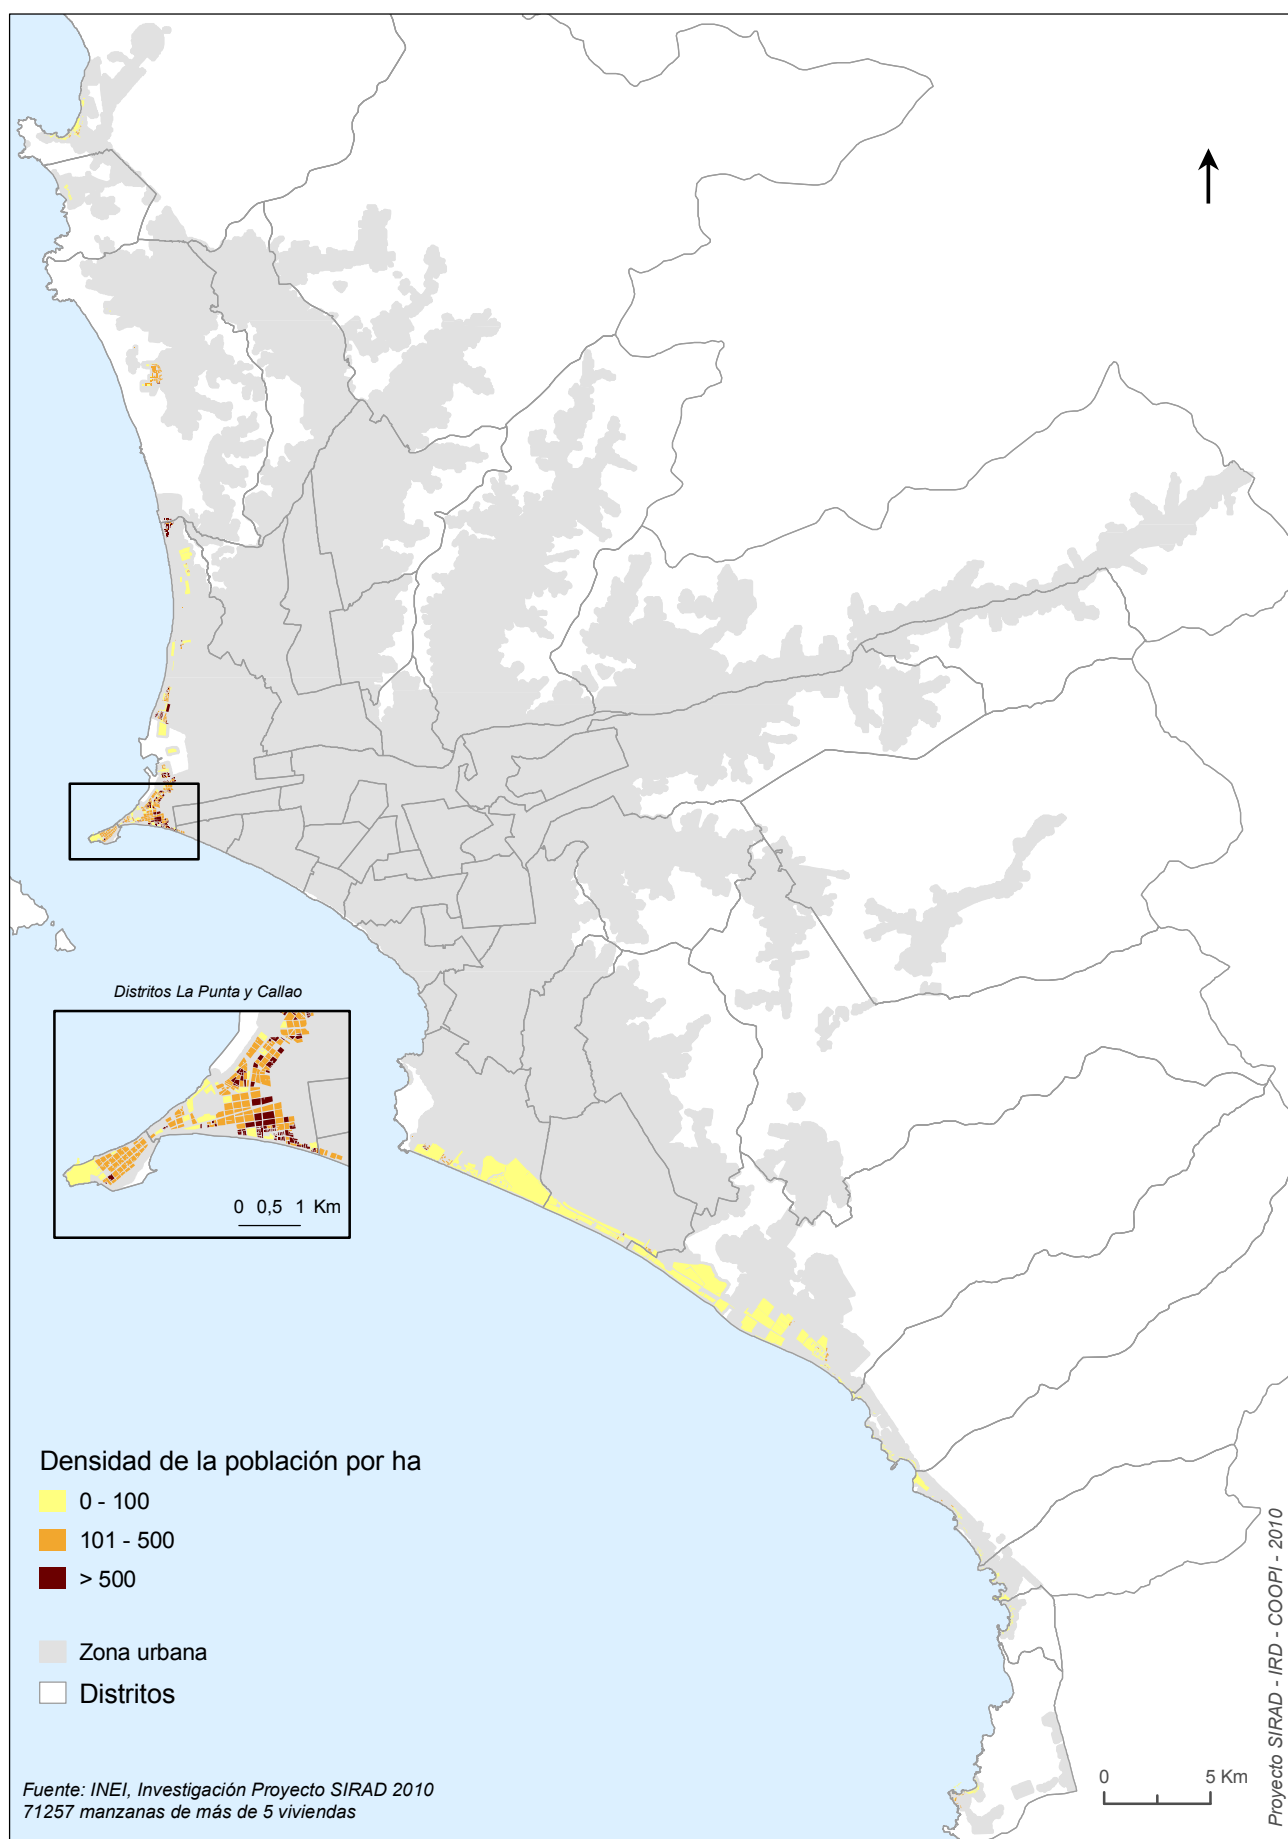 Distritos La Punta y Callao
0 0,5 1 Km
Densidad de la población por ha
0 - 100
101 - 500
> 500
Zona urbana
Distritos
Fuente: INEI, Investigación Proyecto SIRAD 2010
71257 manzanas de más de 5 viviendas
0 5 Km
Proyecto SIRAD - IRD - COOPI - 2010